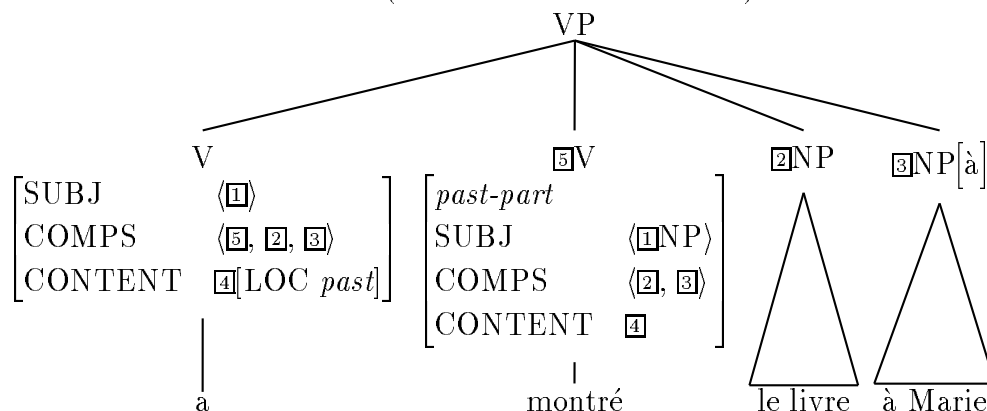 VP
V 5V 2NP 3NP[à]
[SUBJ ⟨1⟩ [past-part
COMPS ⟨5, 2, 3⟩ SUBJ ⟨1NP⟩
CONTENT 4[LOC past]] COMPS ⟨2, 3⟩
CONTENT 4]
a montré le livre à Marie